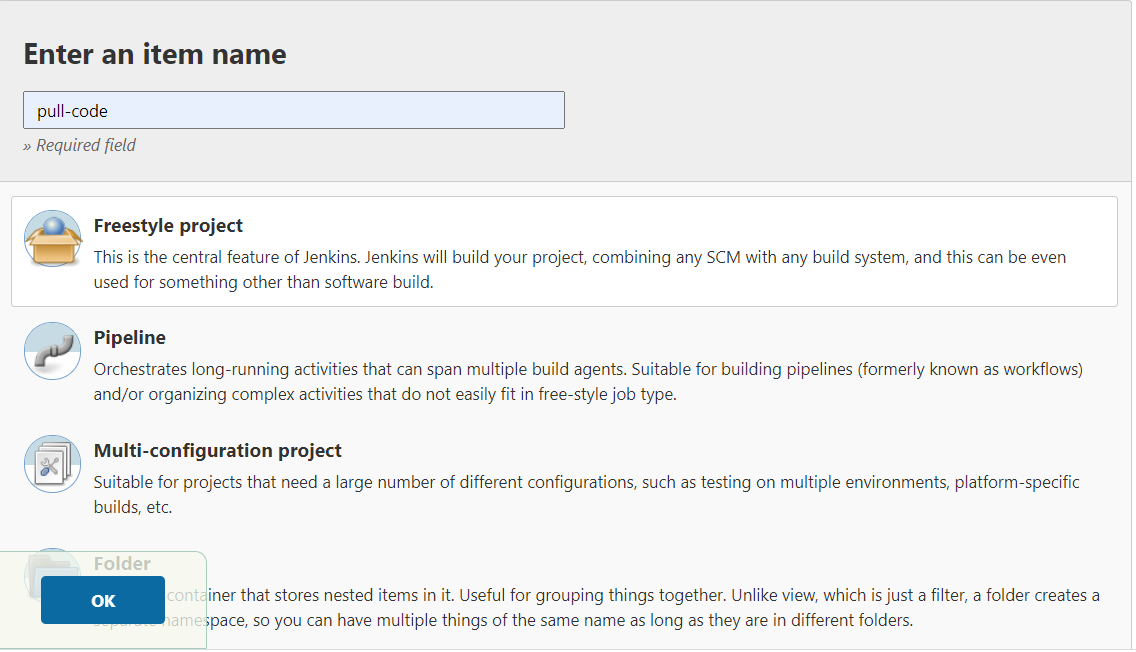 Enter an item name
pull-code
» Required field
Freestyle project
This is the central feature of Jenkins. Jenkins will build your project, combining any SCM with any build system, and this can be even
used for something other than software build.
Pipeline
Orchestrates long-running activities that can span multiple build agents. Suitable for building pipelines (formerly known as workflows)
and/or organizing complex activities that do not easily fit in free-style job type.
Multi-configuration project
Suitable for projects that need a large number of different configurations, such as testing on multiple environments, platform-specific
builds, etc.
Folder
container that stores nested items in it. Useful for grouping things together. Unlike view, which is just a filter, a folder creates a
separate namespace, so you can have multiple things of the same name as long as they are in different folders.
OK